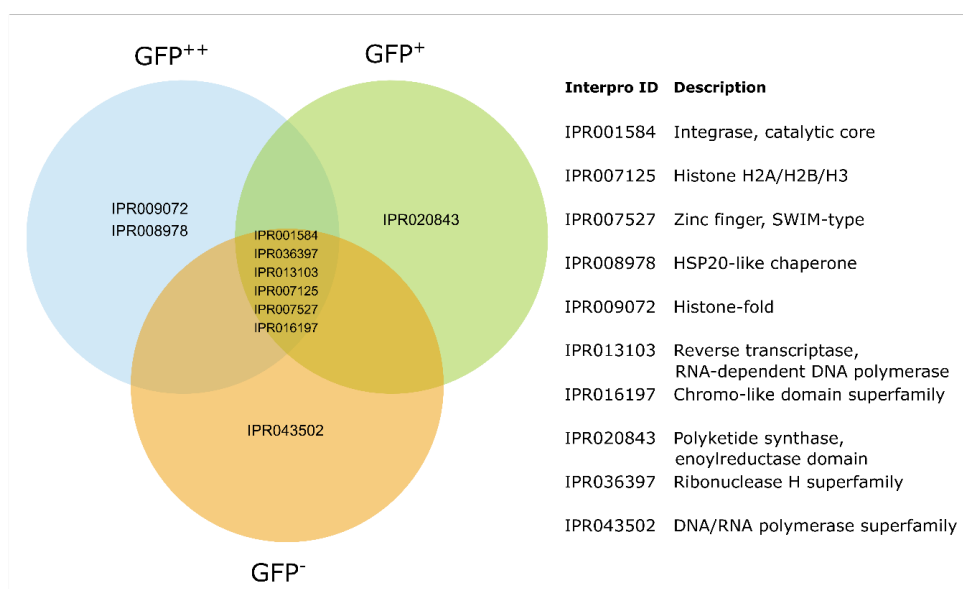 GFP++
GFP+
IPR009072
IPR008978
IPR020843
IPR001584
IPR036397
IPR013103
IPR007125
IPR007527
IPR016197
IPR043502
GFP-
Interpro ID Description
IPR001584 Integrase, catalytic core
IPR007125 Histone H2A/H2B/H3
IPR007527 Zinc finger, SWIM-type
IPR008978 HSP20-like chaperone
IPR009072 Histone-fold
IPR013103 Reverse transcriptase,
RNA-dependent DNA polymerase
IPR016197 Chromo-like domain superfamily
IPR020843 Polyketide synthase,
enoylreductase domain
IPR036397 Ribonuclease H superfamily
IPR043502 DNA/RNA polymerase superfamily